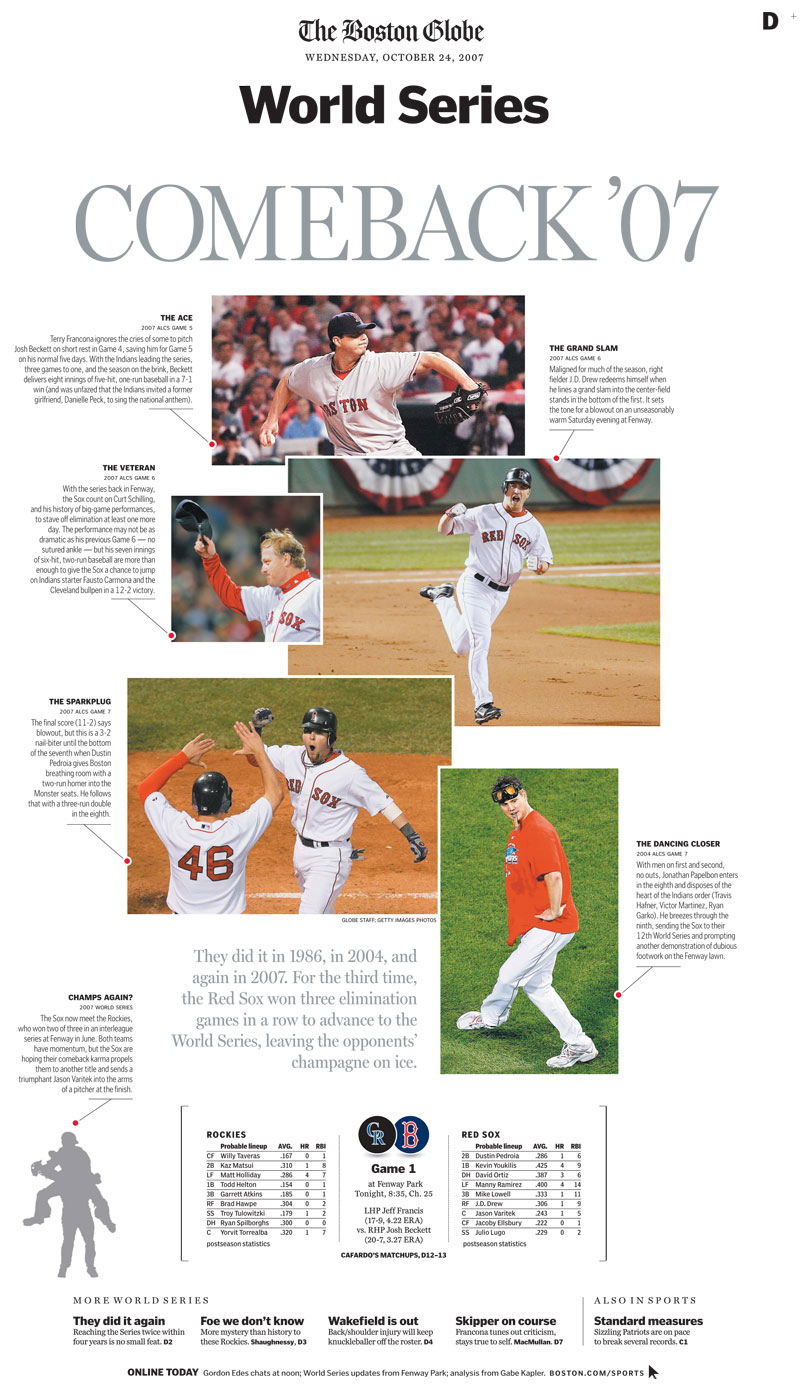 The Boston Globe
D
WEDNESDAY, OCTOBER 24, 2007
World Series
COMEBACK ’07
THE ACE
2007 ALCS GAME 5
Terry Francona ignores the cries of some to pitch
Josh Beckett on short rest in Game 4, saving him for Game 5
on his normal five days. With the Indians leading the series,
three games to one, and the season on the brink, Beckett
delivers eight innings of five-hit, one-run baseball in a 7-1
win (and was unfazed that the Indians invited a former
girlfriend, Danielle Peck, to sing the national anthem).
THE GRAND SLAM
2007 ALCS GAME 6
Maligned for much of the season, right
fielder J.D. Drew redeems himself when
he lines a grand slam into the center-field
stands in the bottom of the first. It sets
the tone for a blowout on an unseasonably
warm Saturday evening at Fenway.
THE VETERAN
2007 ALCS GAME 6
With the series back in Fenway,
the Sox count on Curt Schilling,
and his history of big-game performances,
to stave off elimination at least one more
day. The performance may not be as
dramatic as his previous Game 6 — no
sutured ankle — but his seven innings
of six-hit, two-run baseball are more than
enough to give the Sox a chance to jump
on Indians starter Fausto Carmona and the
Cleveland bullpen in a 12-2 victory.
RED SOX
THE SPARKPLUG
2007 ALCS GAME 7
The final score (11-2) says
blowout, but this is a 3-2
nail-biter until the bottom
of the seventh when Dustin
Pedroia gives Boston
breathing room with a
two-run homer into the
Monster seats. He follows
that with a three-run double
in the eighth.
46
SOX
GLOBE STAFF; GETTY IMAGES PHOTOS
THE DANCING CLOSER
2004 ALCS GAME 7
With men on first and second,
no outs, Jonathan Papelbon enters
in the eighth and disposes of the
heart of the Indians order (Travis
Hafner, Victor Martinez, Ryan
Garko). He breezes through the
ninth, sending the Sox to their
12th World Series and prompting
another demonstration of dubious
footwork on the Fenway lawn.
They did it in 1986, in 2004, and
again in 2007. For the third time,
the Red Sox won three elimination
games in a row to advance to the
World Series, leaving the opponents’
champagne on ice.
CHAMPS AGAIN?
2007 WORLD SERIES
The Sox now meet the Rockies,
who won two of three in an interleague
series at Fenway in June. Both teams
have momentum, but the Sox are
hoping their comeback karma propels
them to another title and sends a
triumphant Jason Varitek into the arms
of a pitcher at the finish.
ROCKIES
Probable lineup AVG. HR RBI
CF Willy Taveras .167 0 1
2B Kaz Matsui .310 1 8
LF Matt Holliday .286 4 7
1B Todd Helton .154 0 1
3B Garrett Atkins .185 0 1
RF Brad Hawpe .304 0 2
SS Troy Tulowitzki .179 1 2
DH Ryan Spilborghs .300 0 0
C Yorvit Torrealba .320 1 7
postseason statistics
CR B
Game 1
at Fenway Park
Tonight, 8:35, Ch. 25
LHP Jeff Francis
(17-9, 4.22 ERA)
vs. RHP Josh Beckett
(20-7, 3.27 ERA)
CAFARDO’S MATCHUPS, D12–13
RED SOX
Probable lineup AVG. HR RBI
2B Dustin Pedroia .286 1 6
1B Kevin Youkilis .425 4 9
DH David Ortiz .387 3 6
LF Manny Ramirez .400 4 14
3B Mike Lowell .333 1 11
RF J.D. Drew .306 1 9
C Jason Varitek .243 1 5
CF Jacoby Ellsbury .222 0 1
SS Julio Lugo .229 0 2
postseason statistics
MORE WORLD SERIES
They did it again
Reaching the Series twice within
four years is no small feat. D2
Foe we don’t know
More mystery than history to
these Rockies. Shaughnessy, D3
Wakefield is out
Back/shoulder injury will keep
knuckleballer off the roster. D4
Skipper on course
Francona tunes out criticism,
stays true to self. MacMullan. D7
ALSO IN SPORTS
Standard measures
Sizzling Patriots are on pace
to break several records. C1
ONLINE TODAY Gordon Edes chats at noon; World Series updates from Fenway Park; analysis from Gabe Kapler. BOSTON.COM/SPORTS